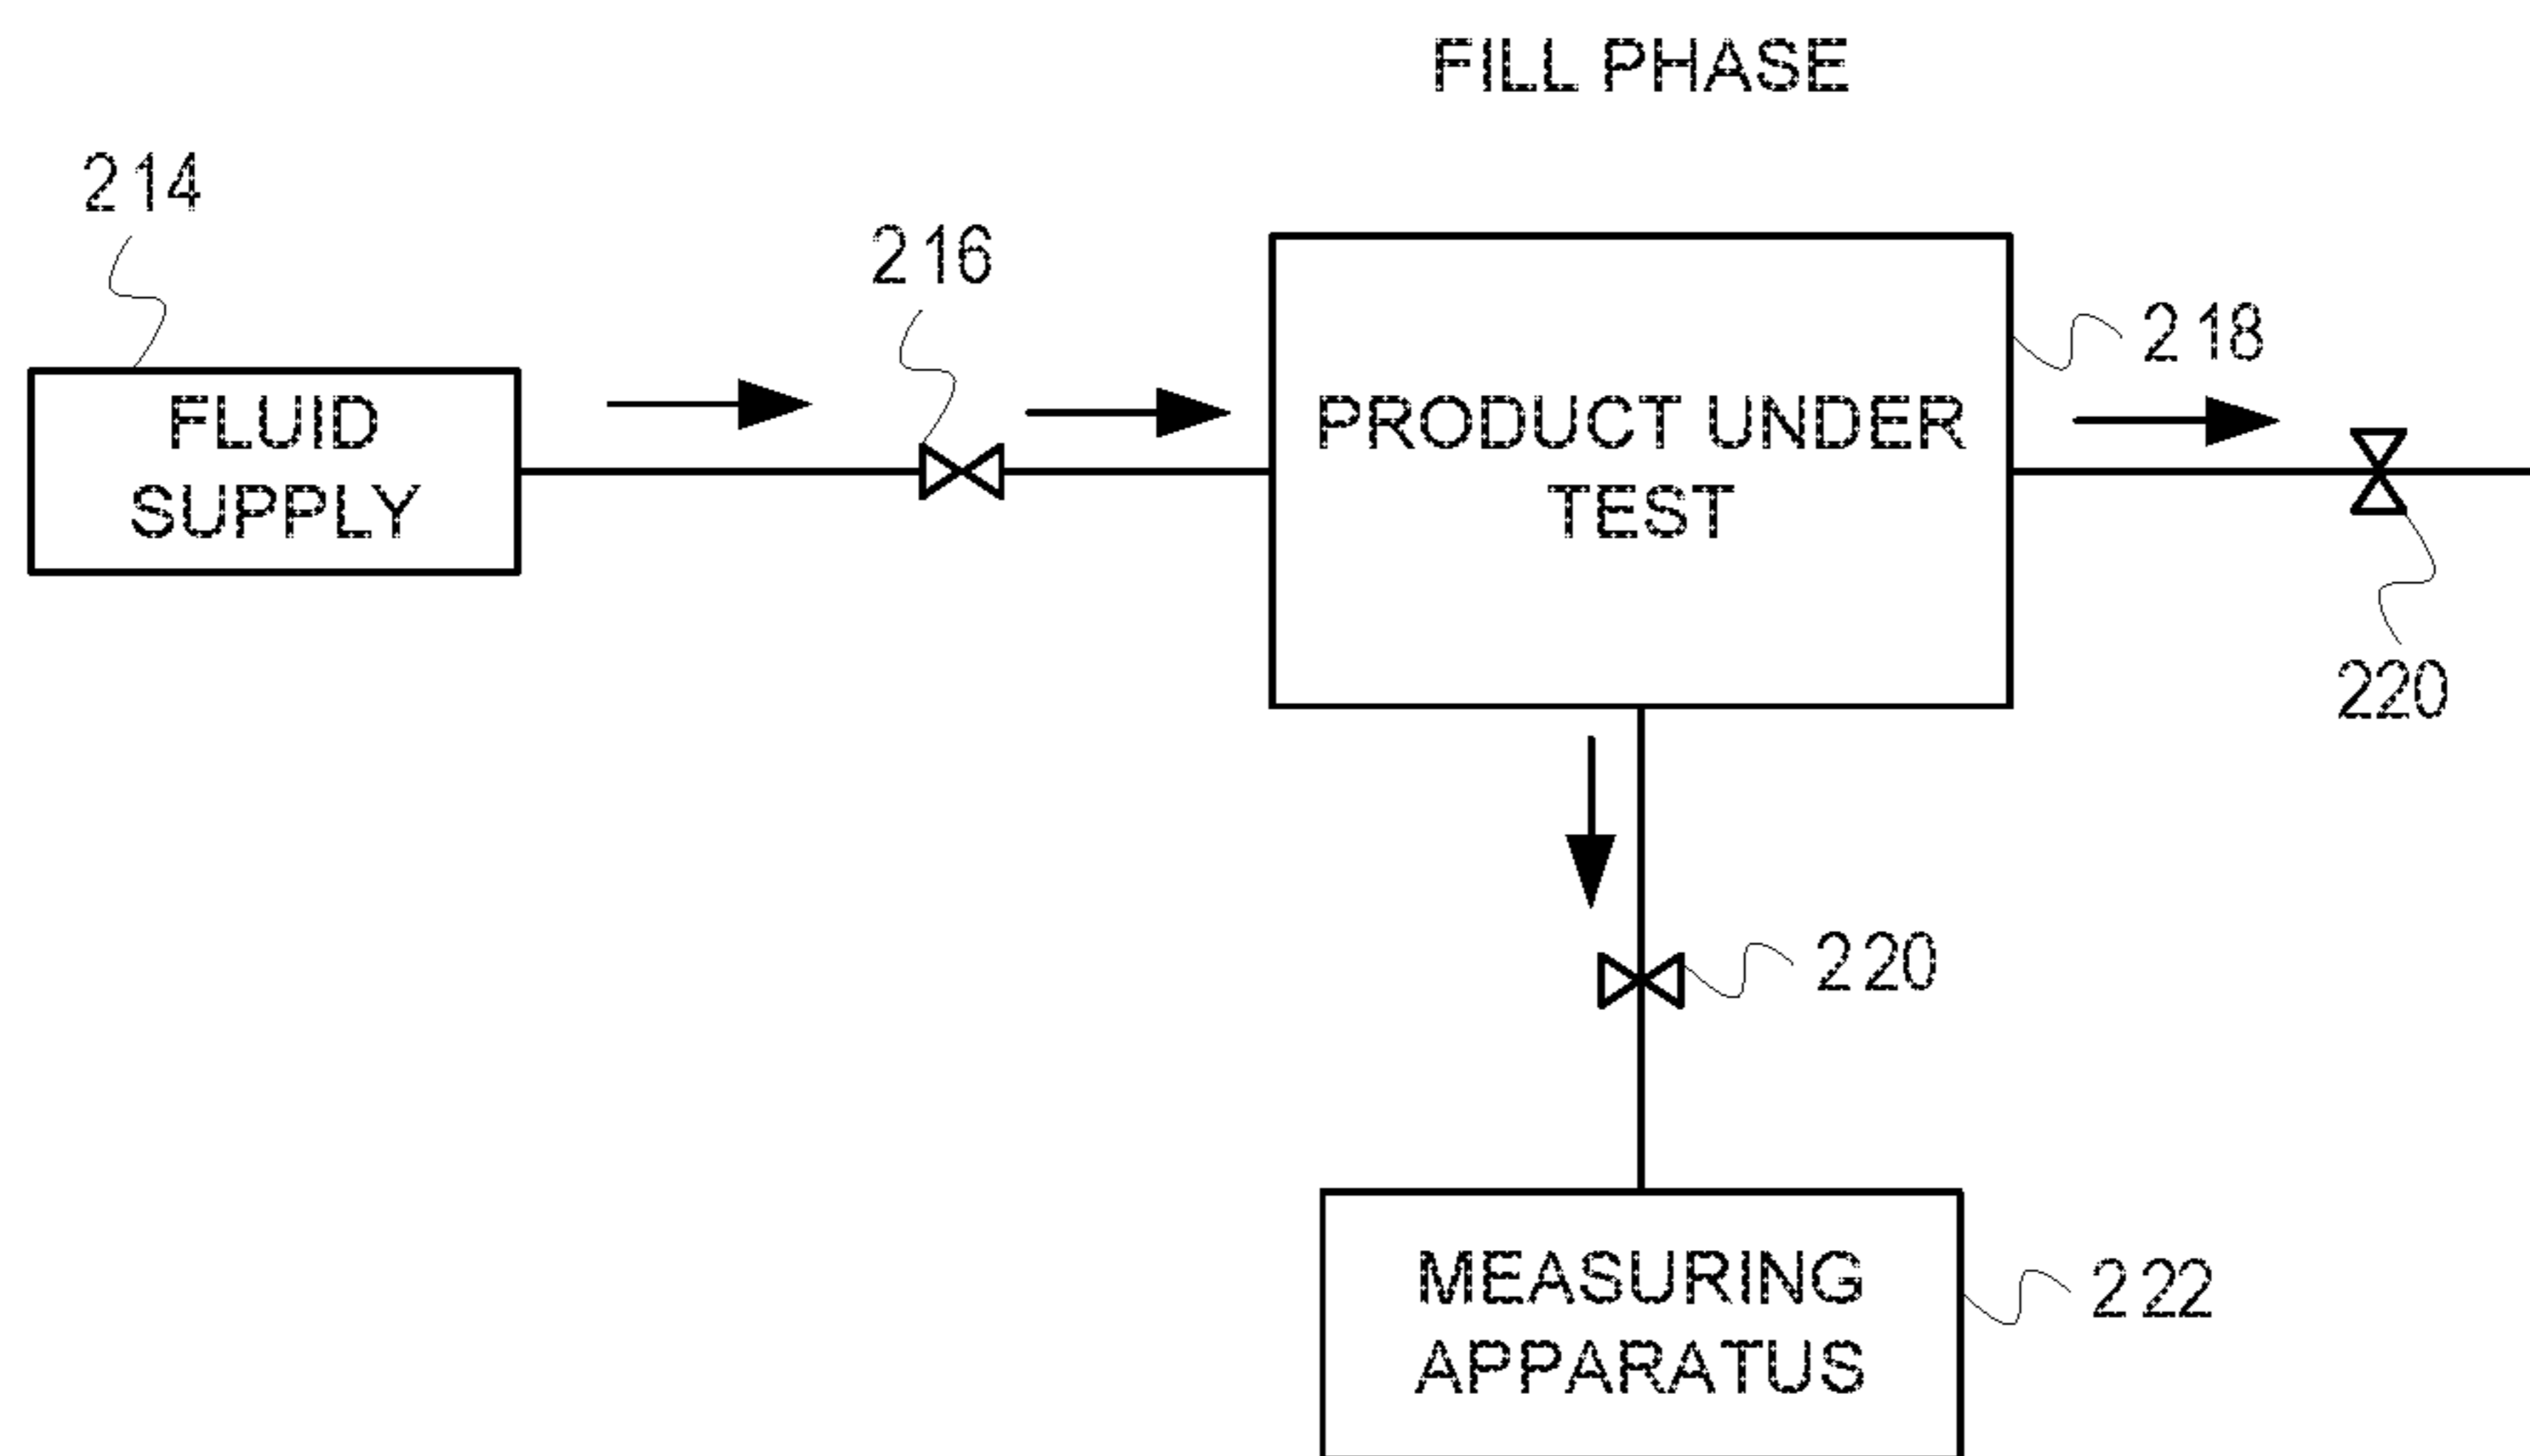 FILL PHASE
214
216
218
FLUID
SUPPLY
PRODUCT UNDER
TEST
220
220
222
MEASURING
APPARATUS